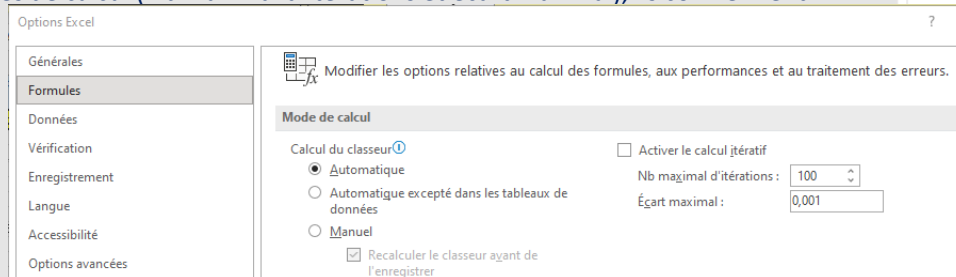 Options Excel
?
Générales
Formules
Données
Vérification
Enregistrement
Langue
Accessibilité
Options avancées
fx Modifier les options relatives au calcul des formules, aux performances et au traitement des erreurs.
Mode de calcul
Calcul du classeur
Automatique
Automatique excepté dans les tableaux de
données
Manuel
Recalculer le classeur avant de
l'enregistrer
Activer le calcul itératif
Nb maximal d'itérations : 100
Écart maximal : 0,001